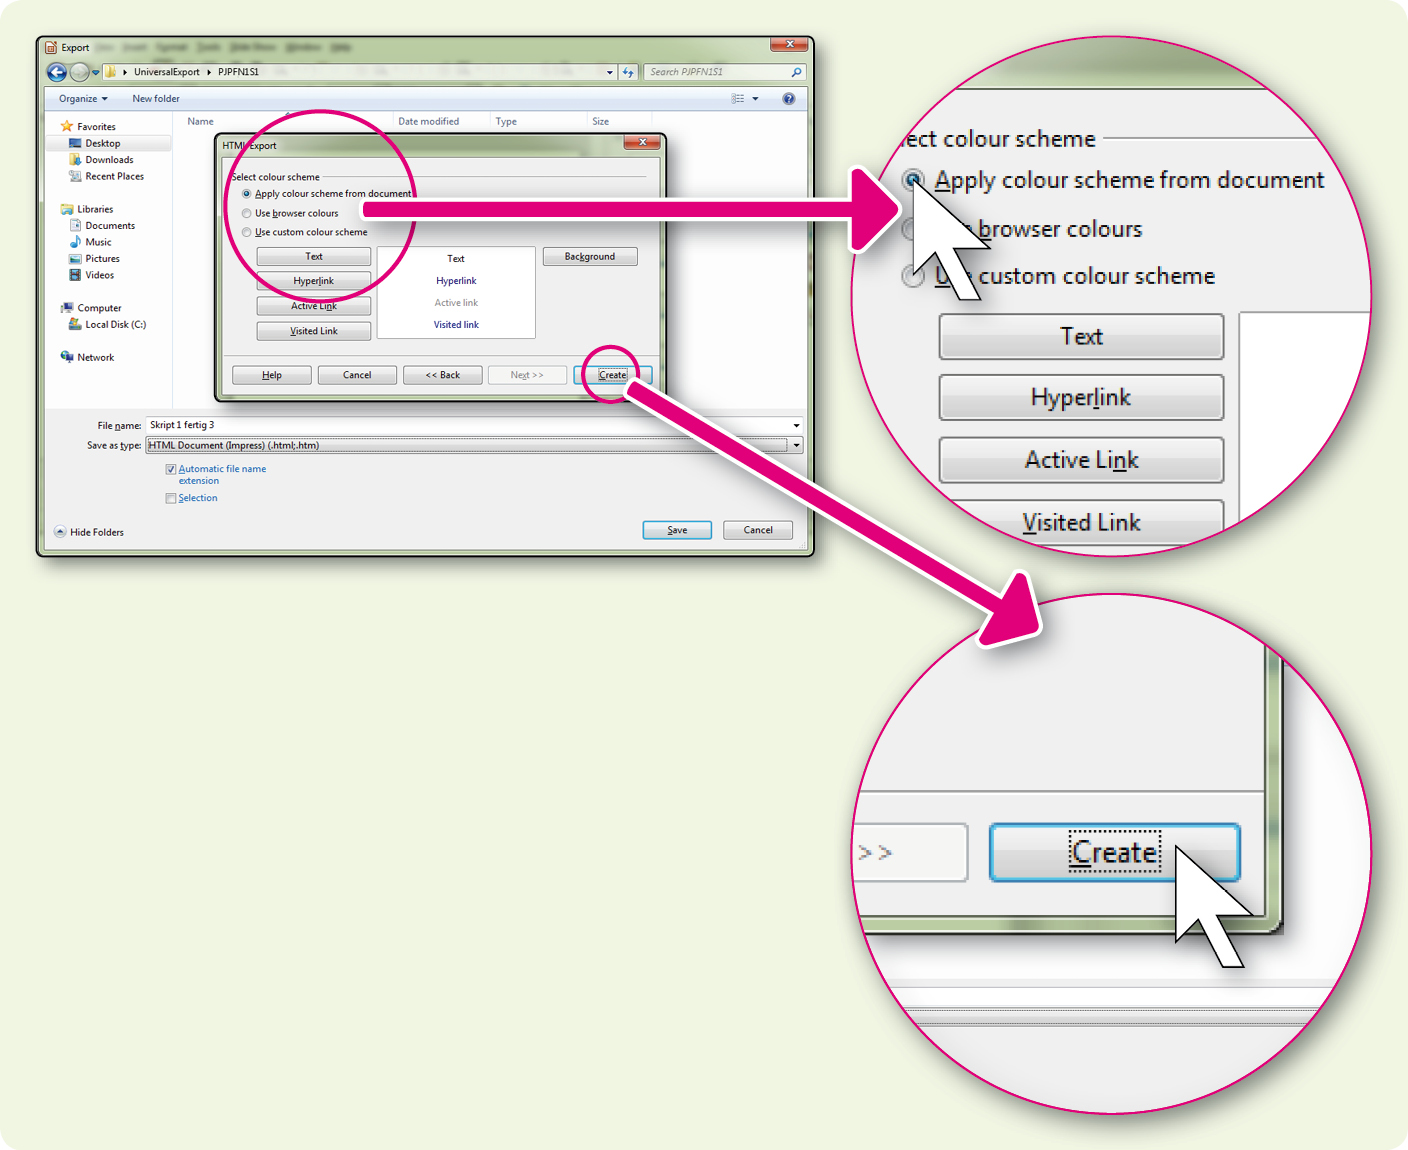 Export
UniversalExport
PJPFN1S1
Search PJPFN1S1
Organize
New folder
Name
Date modified
Type
Size
Favorites
Desktop
Downloads
Recent Places
Libraries
Documents
Music
Pictures
Videos
Computer
Local Disk (C:)
Network
HTML Export
Select colour scheme
Apply colour scheme from document
Use browser colours
Use custom colour scheme
Text
Hyperlink
Active Link
Visited Link
Text
Hyperlink
Active link
Visited link
Background
Help
Cancel
<< Back
Next >>
Create
File name:
Skript 1 fertig 3
Save as type:
HTML Document (Impress) (.html;.htm)
Automatic file name
extension
Selection
Hide Folders
Save
Cancel
ect colour scheme
Apply colour scheme from document
browser colours
Use custom colour scheme
Text
Hyperlink
Active Link
Visited Link
>>
Create